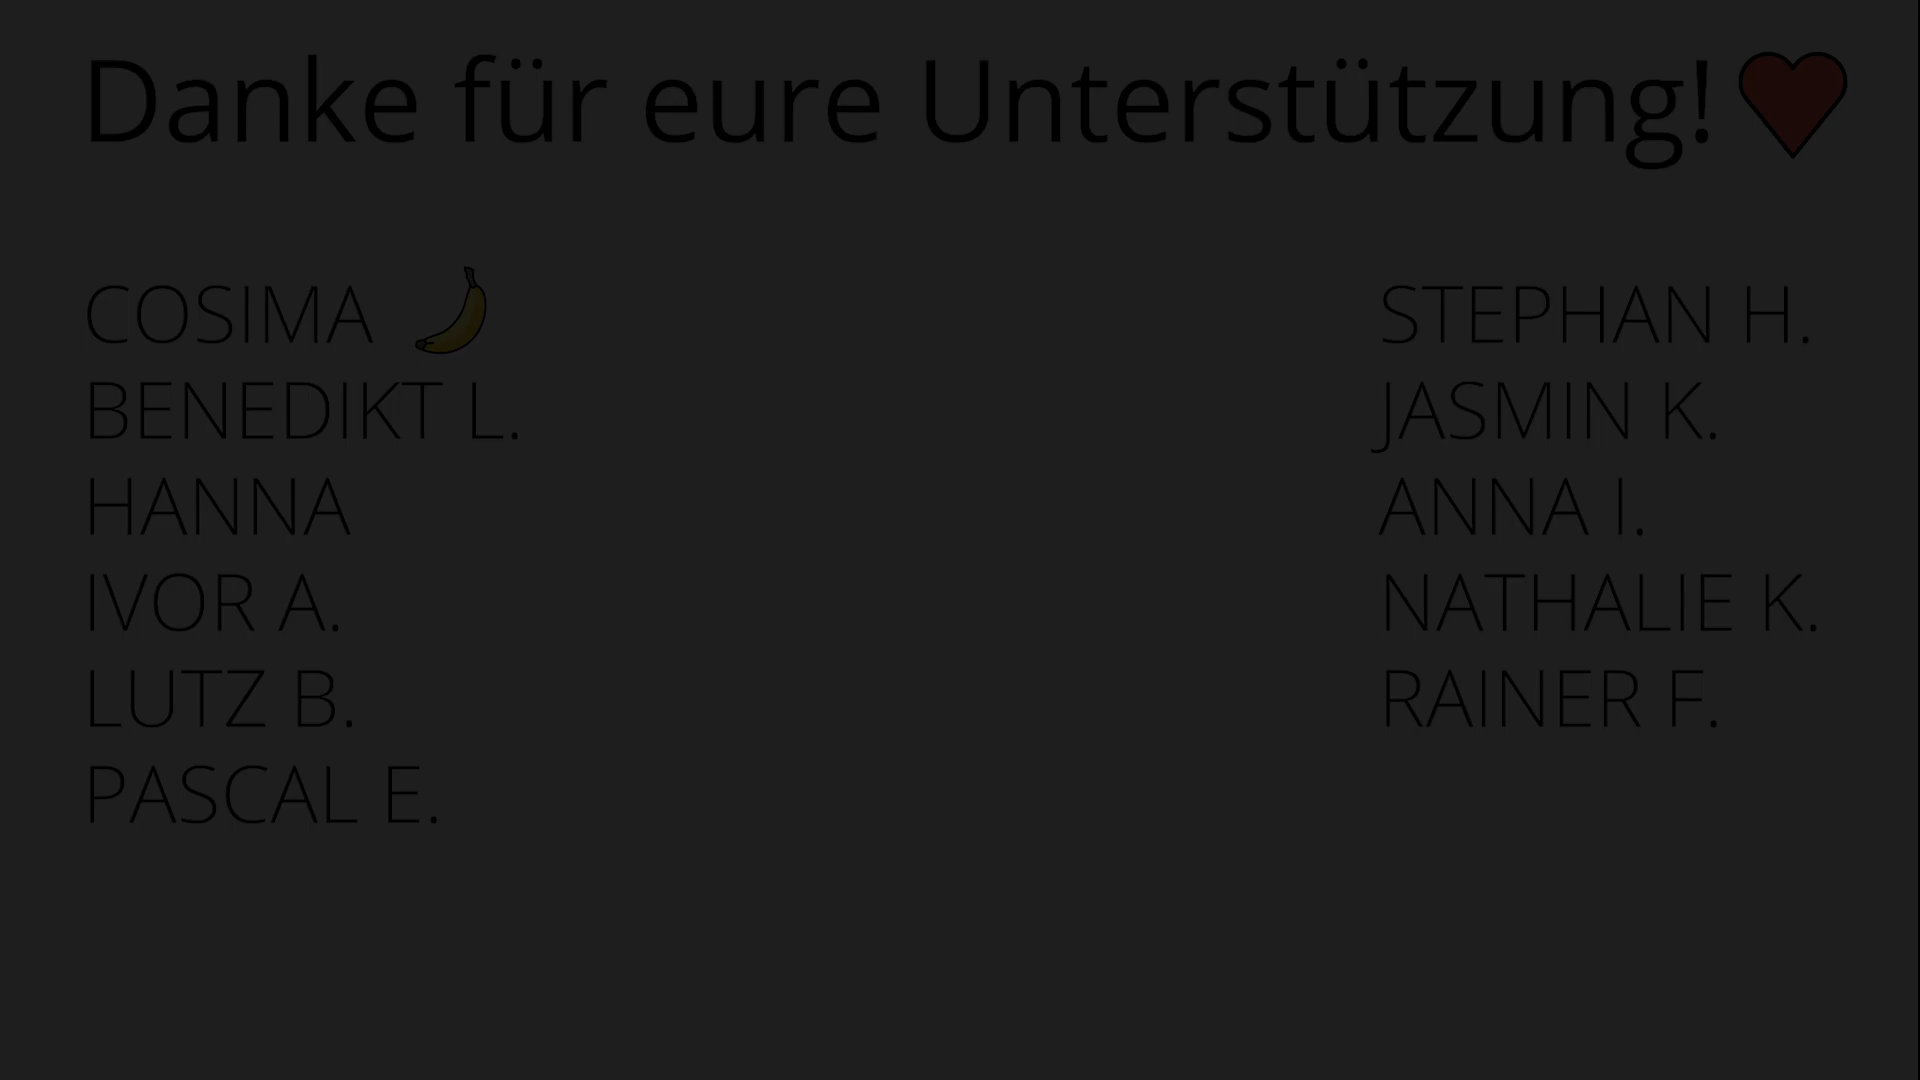 Danke für eure Unterstützung!
COSIMA
BENEDIKT L.
HANNA
IVOR A.
LUTZ B.
PASCAL E.
STEPHAN H.
JASMIN K.
ANNA I.
NATHALIE K.
RAINER F.